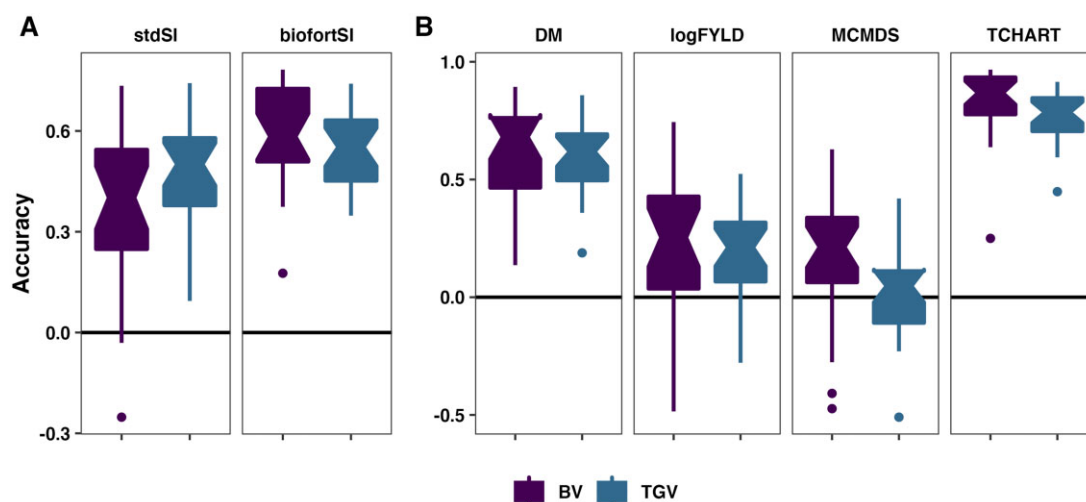 A
B
stdSI
biofortSI
DM
logFYLD
MCMDS
TCHART
Accuracy
0.6
0.3
0.0
-0.3
1.0
0.5
0.0
-0.5
BV
TGV